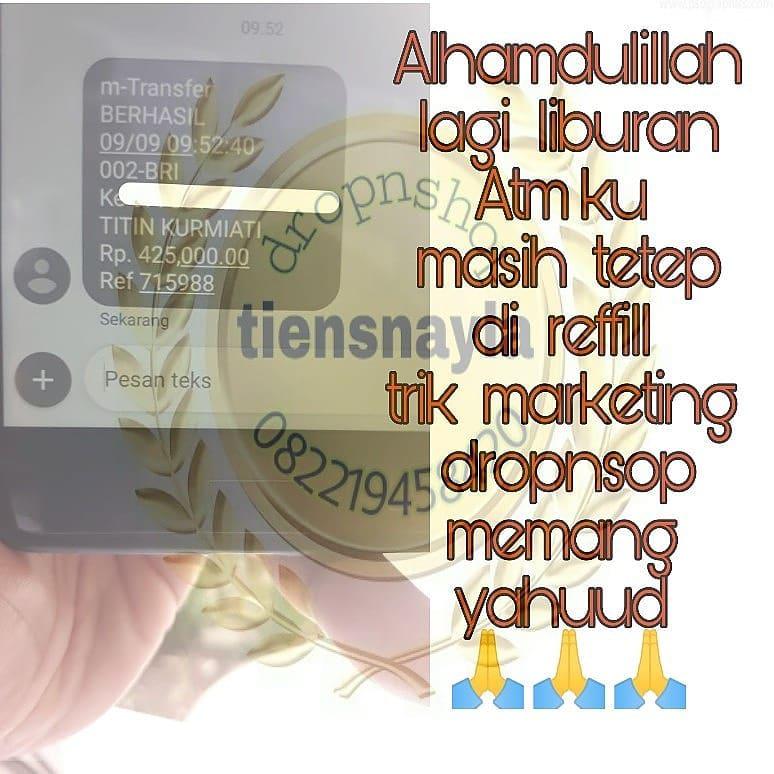 09.52
m-Transfer
BERHASIL
09/09 09:52:40
002-BRI
TITIN KURMIATI
Rp. 425,000.00
Ref 715988
Sekarang
Pesan teks
dropnshop
tiensnayla
Alhamdulillah
lagi liburan
Atm ku
masih tetep
di reffill
trik marketing
dropnsop
memang
yahuud
🙏🙏🙏